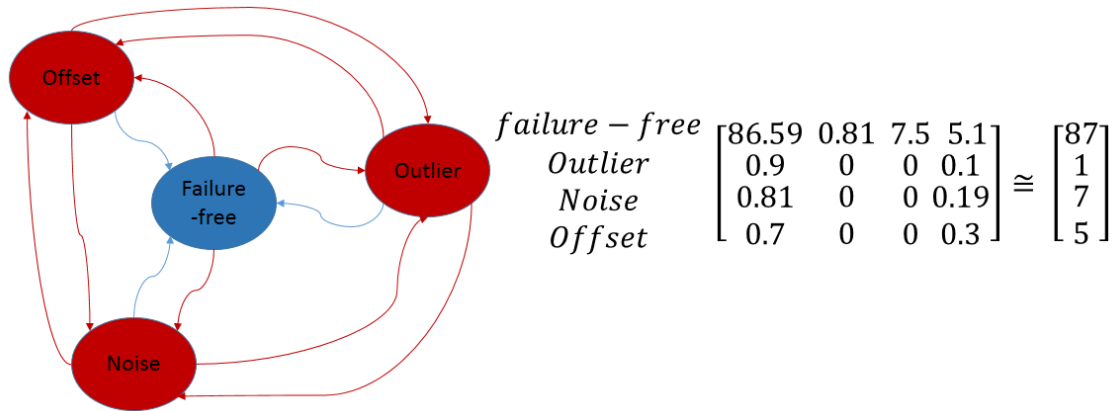 Offset
Outlier
Failure
-free
Noise
failure − free [86.59 0.81 7.5 5.1] [87]
Outlier [0.9 0 0 0.1] ≅ [1]
Noise [0.81 0 0 0.19] [7]
Offset [0.7 0 0 0.3] [5]